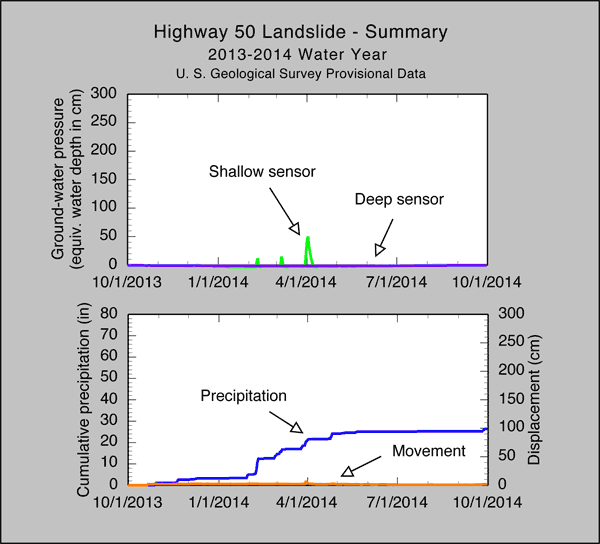 Highway 50 Landslide - Summary
2013-2014 Water Year
U. S. Geological Survey Provisional Data
Ground-water pressure
(equiv. water depth in cm)
300
250
200
150
100
50
0
Shallow sensor
Deep sensor
10/1/2013 1/1/2014 4/1/2014 7/1/2014 10/1/2014
Cumulative precipitation (in)
80
70
60
50
40
30
20
10
0
Precipitation
Movement
300
250
200
150
100
50
0
Displacement (cm)
10/1/2013 1/1/2014 4/1/2014 7/1/2014 10/1/2014